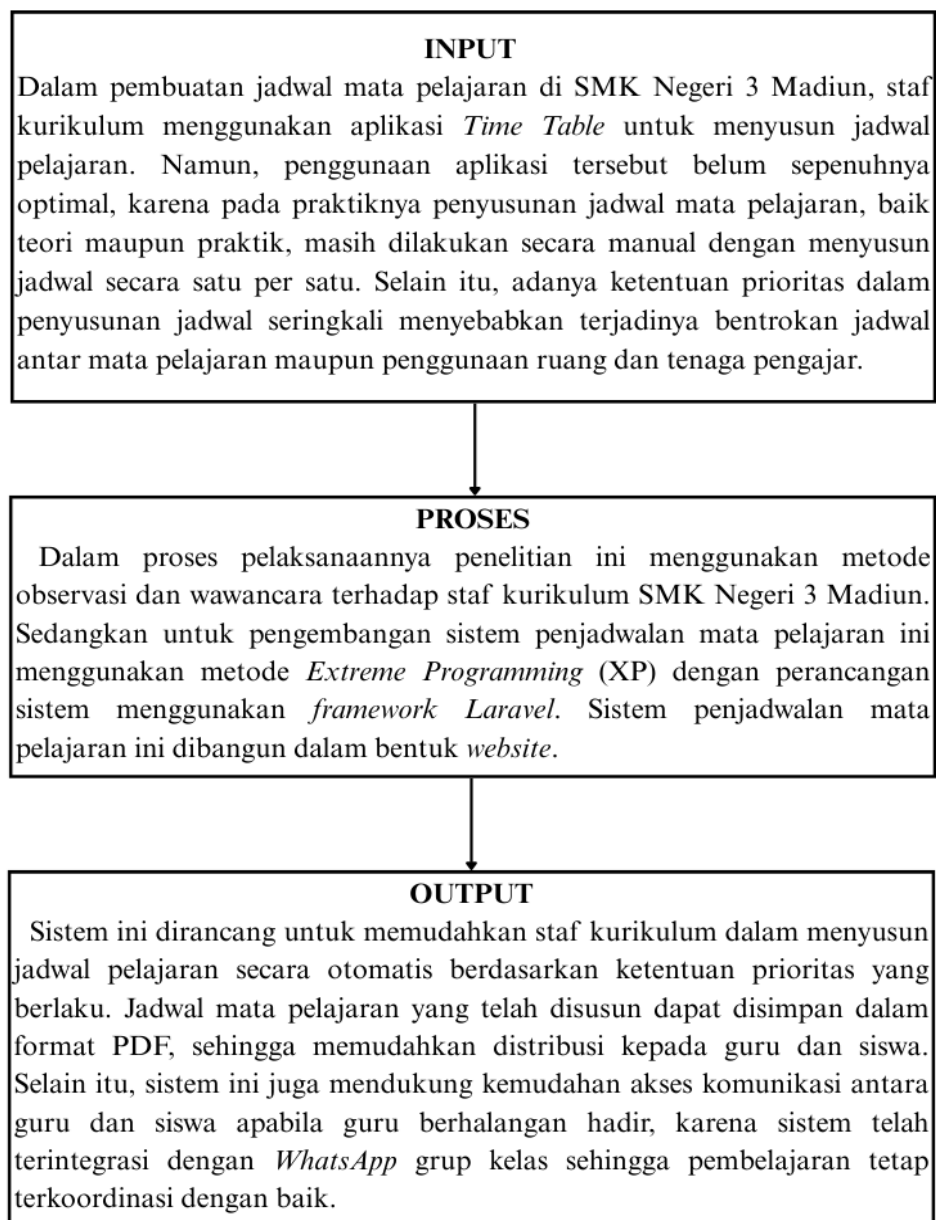 INPUT
Dalam pembuatan jadwal mata pelajaran di SMK Negeri 3 Madiun, staf
kurikulum menggunakan aplikasi Time Table untuk menyusun jadwal
pelajaran. Namun, penggunaan aplikasi tersebut belum sepenuhnya
optimal, karena pada praktiknya penyusunan jadwal mata pelajaran, baik
teori maupun praktik, masih dilakukan secara manual dengan menyusun
jadwal secara satu per satu. Selain itu, adanya ketentuan prioritas dalam
penyusunan jadwal seringkali menyebabkan terjadinya bentrokan jadwal
antar mata pelajaran maupun penggunaan ruang dan tenaga pengajar.
PROSES
Dalam proses pelaksanaannya penelitian ini menggunakan metode
observasi dan wawancara terhadap staf kurikulum SMK Negeri 3 Madiun.
Sedangkan untuk pengembangan sistem penjadwalan mata pelajaran ini
menggunakan metode Extreme Programming (XP) dengan perancangan
sistem menggunakan framework Laravel. Sistem penjadwalan mata
pelajaran ini dibangun dalam bentuk website.
OUTPUT
Sistem ini dirancang untuk memudahkan staf kurikulum dalam menyusun
jadwal pelajaran secara otomatis berdasarkan ketentuan prioritas yang
berlaku. Jadwal mata pelajaran yang telah disusun dapat disimpan dalam
format PDF, sehingga memudahkan distribusi kepada guru dan siswa.
Selain itu, sistem ini juga mendukung kemudahan akses komunikasi antara
guru dan siswa apabila guru berhalangan hadir, karena sistem telah
terintegrasi dengan WhatsApp grup kelas sehingga pembelajaran tetap
terkoordinasi dengan baik.